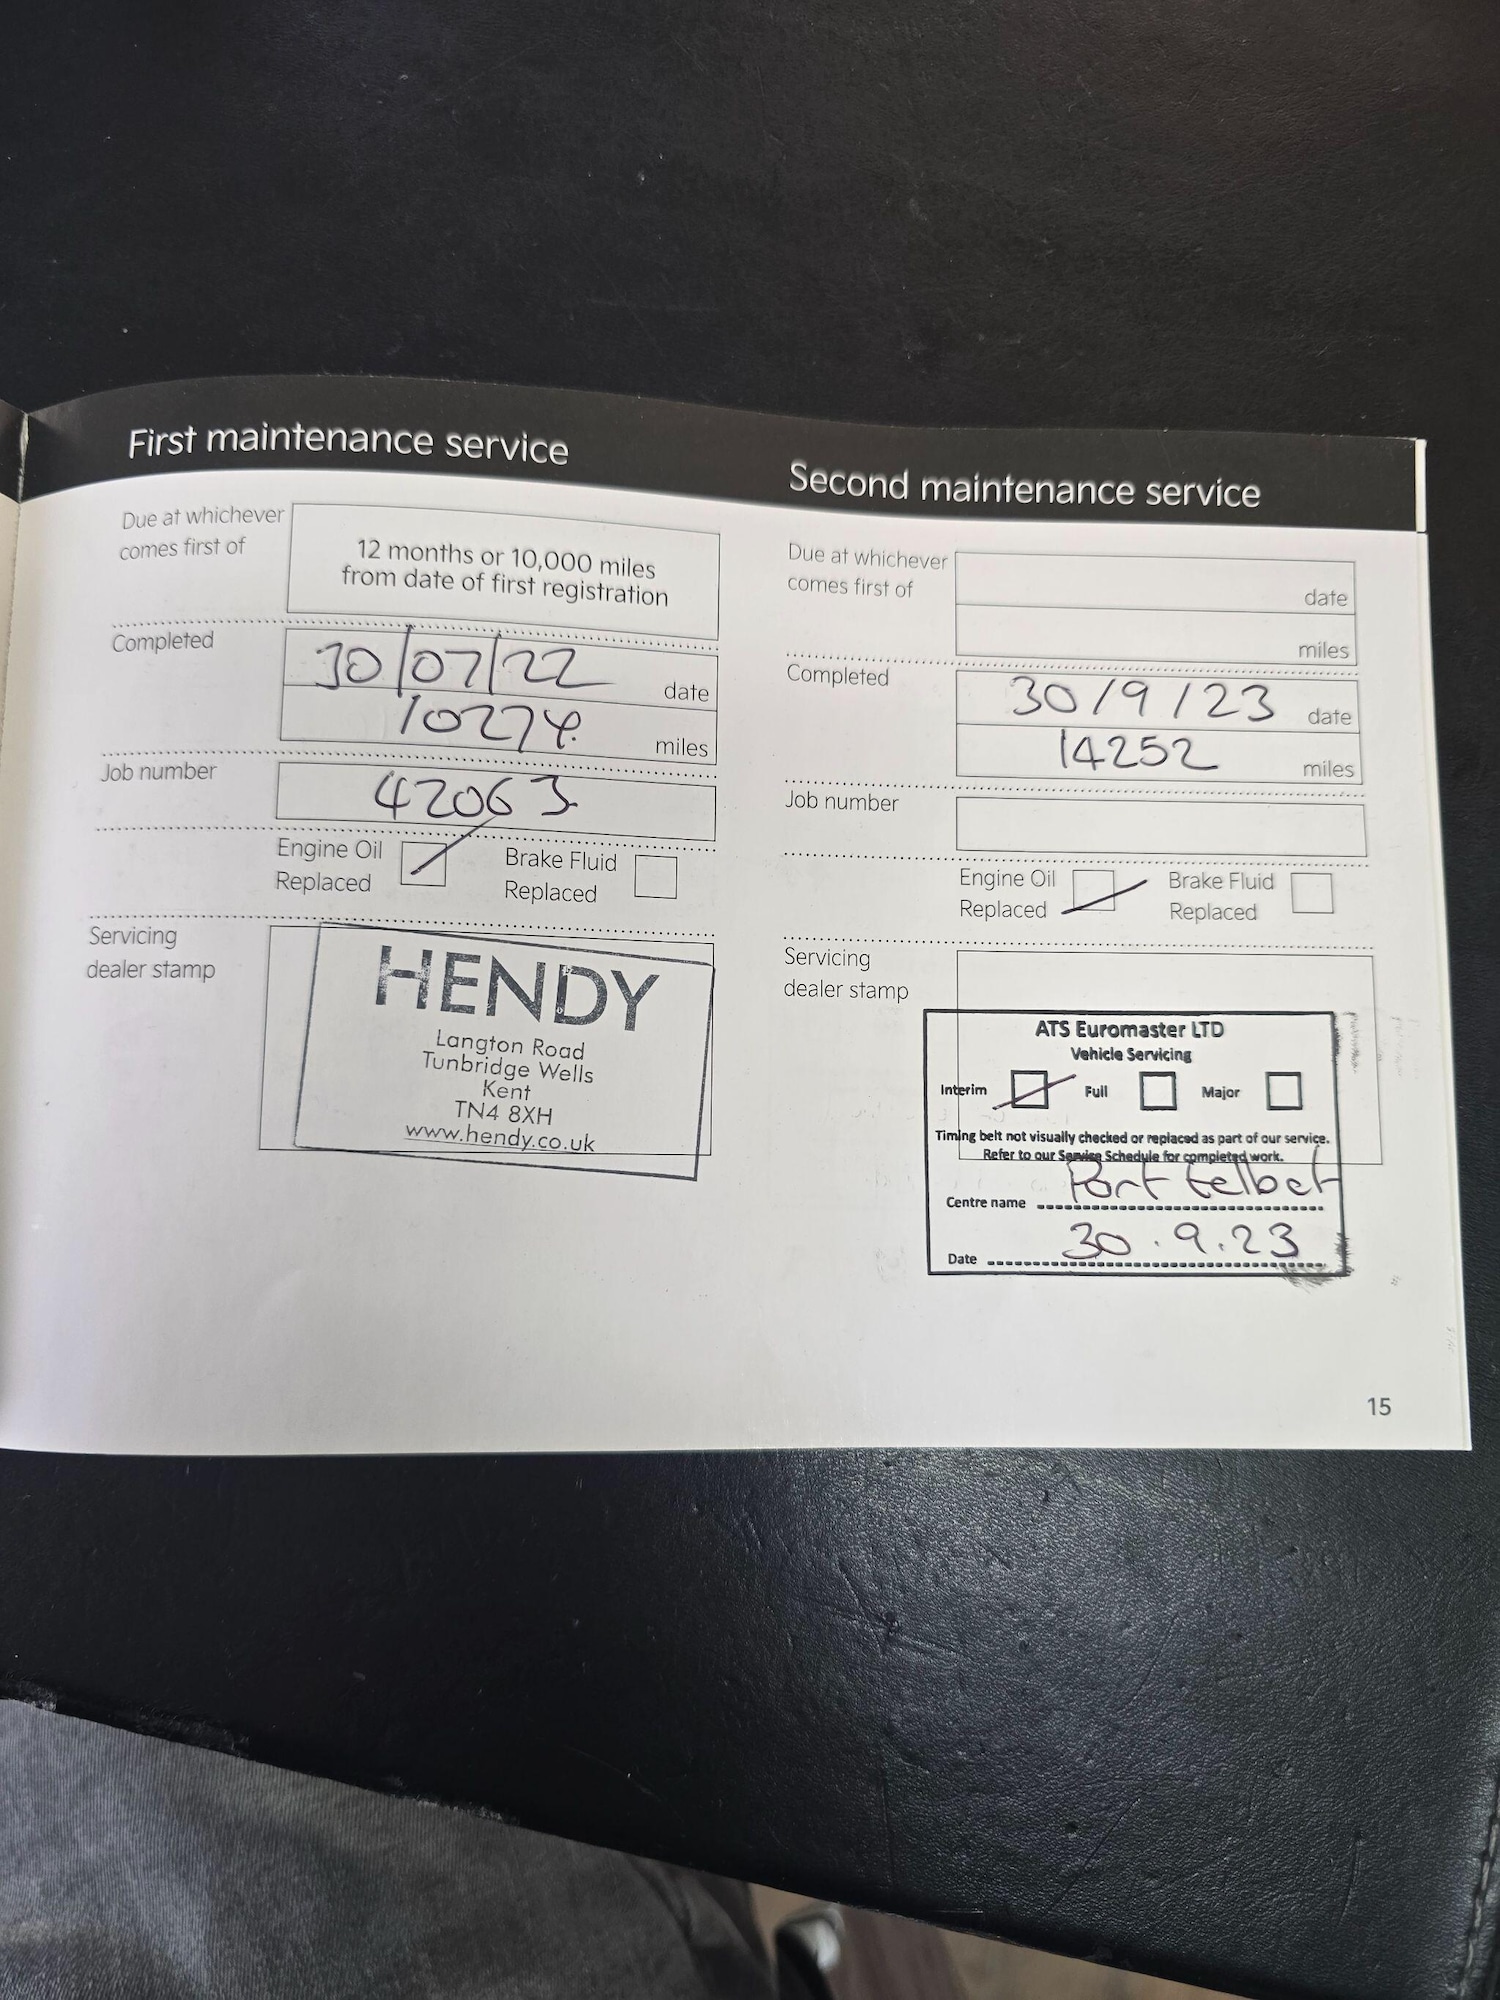 First maintenance service
Due at whichever
comes first of
12 months or 10,000 miles
from date of first registration
Completed
30/07/22
date
10274
miles
Job number
42063
Engine Oil
Replaced
Brake Fluid
Replaced
Servicing
dealer stamp
HENDY
Langton Road
Tunbridge Wells
Kent
TN4 8XH
www.hendy.co.uk
Second maintenance service
Due at whichever
comes first of
date
miles
Completed
30/9/23
date
14252
miles
Job number
Engine Oil
Replaced
Brake Fluid
Replaced
Servicing
dealer stamp
ATS Euromaster LTD
Vehicle Servicing
Interim Full Major
Timing belt not visually checked or replaced as part of our service.
Refer to our Service Schedule for completed work.
Centre name Port telbot
Date 30.9.23
15